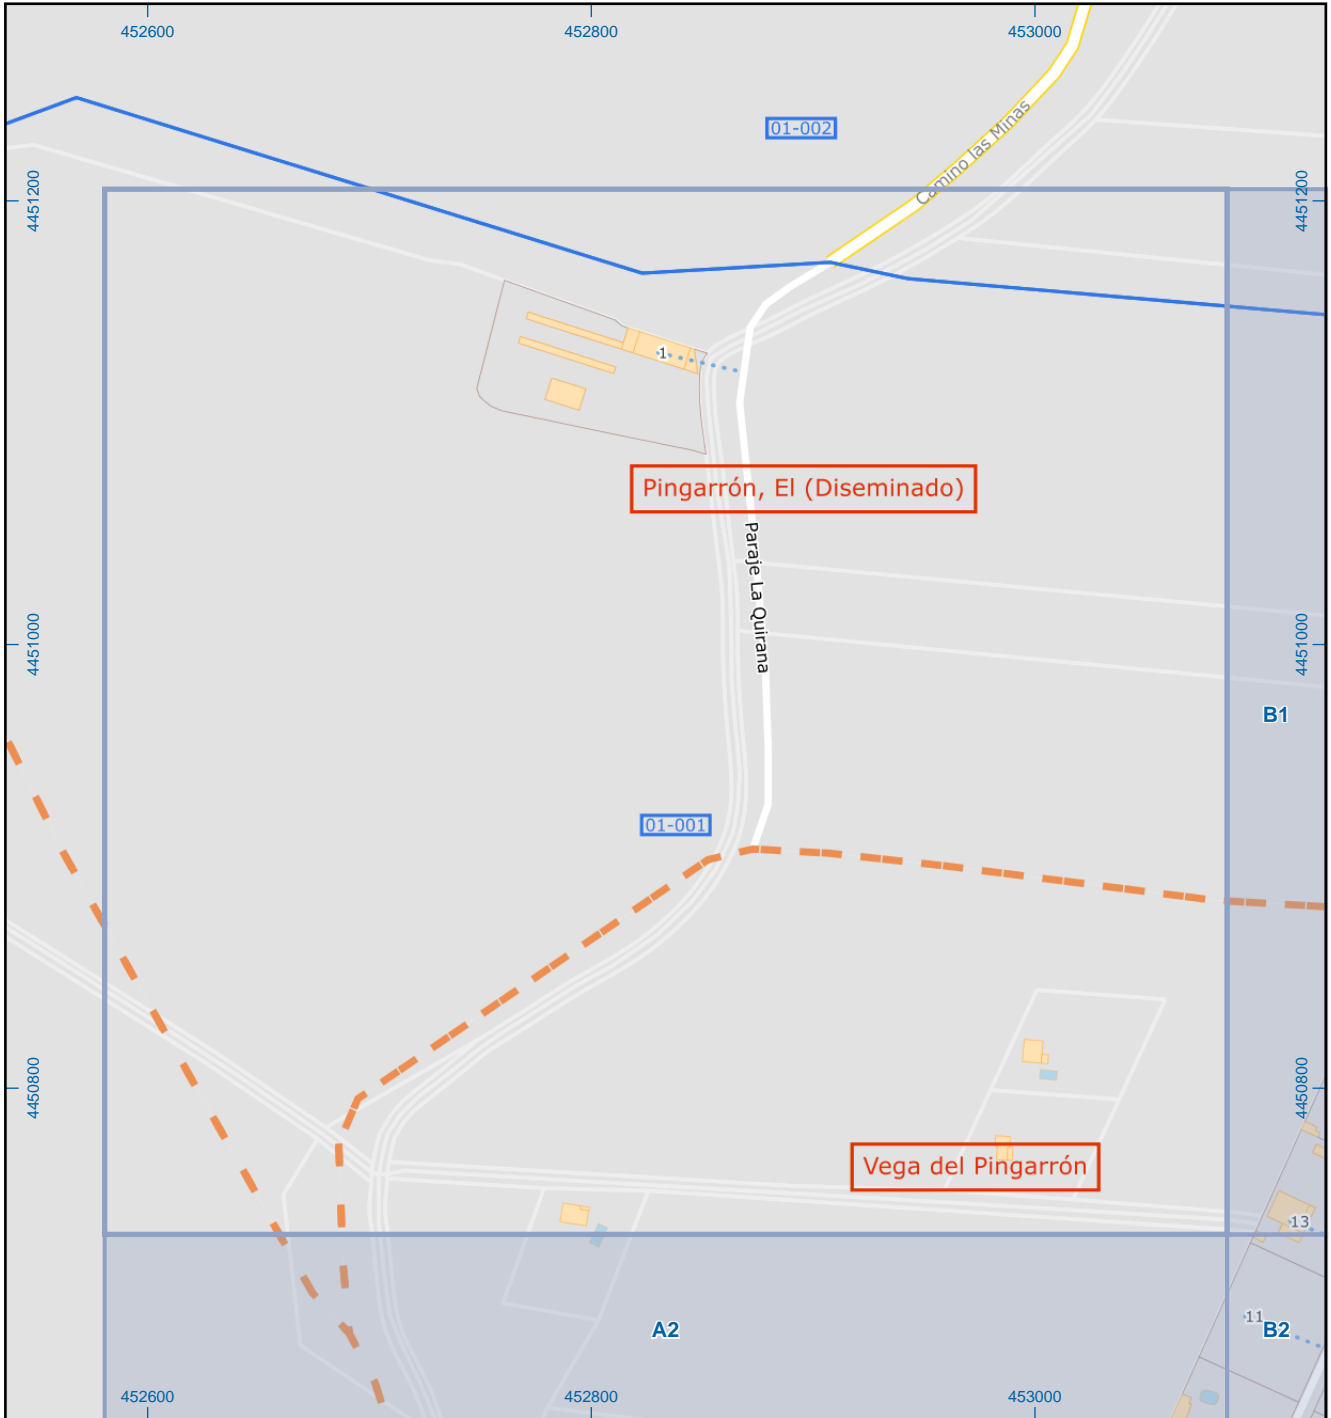 452600
452800
453000
01-002
Camino las Minas
4451200
4451200
1
Pingarrón, El (Diseminado)
Paraje La Quirana
4451000
4451000
B1
01-001
4450800
4450800
Vega del Pingarrón
13
11
A2
B2
452600
452800
453000